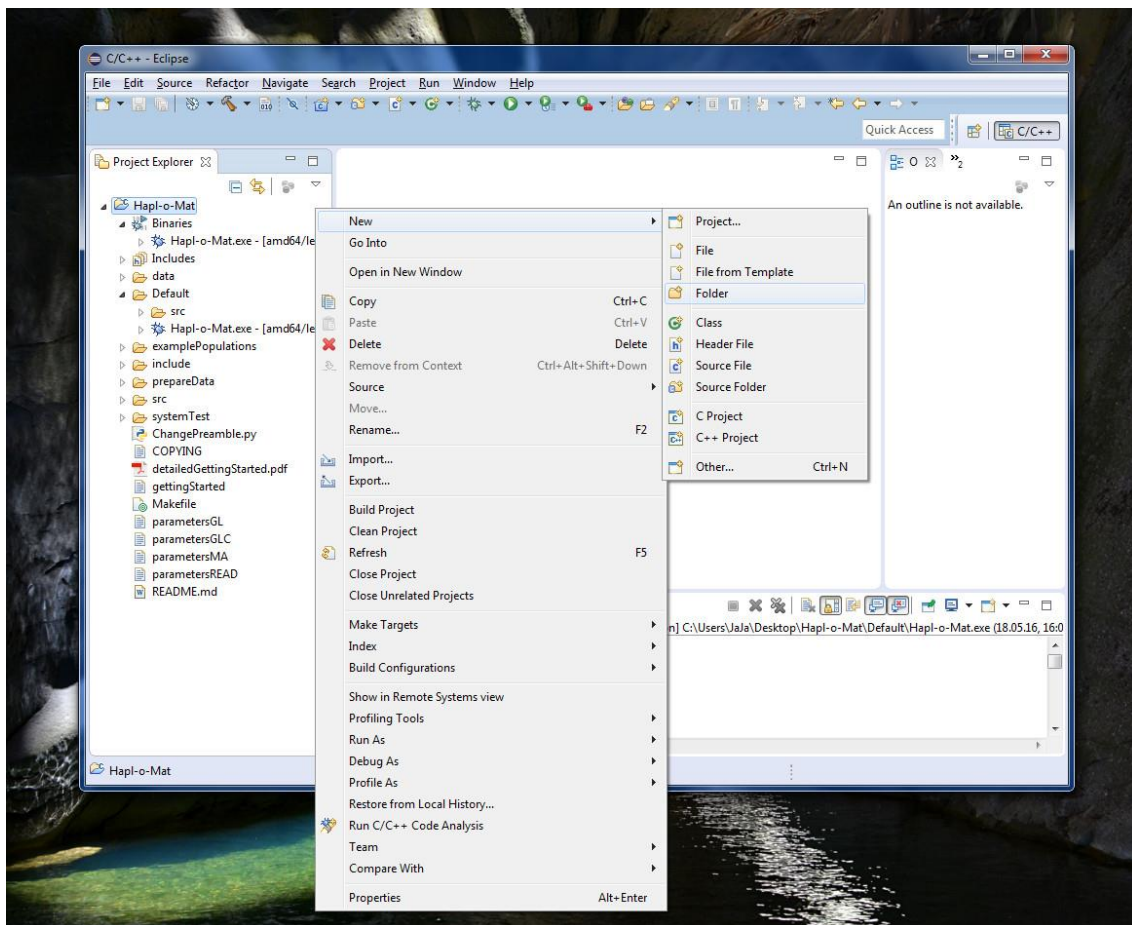 C/C++ - Eclipse
File Edit Source Refactor Navigate Search Project Run Window Help
Quick Access
C/C++
Project Explorer
Hapl-o-Mat
Binaries
Hapl-o-Mat.exe - [amd64/le
Includes
data
Default
src
Hapl-o-Mat.exe - [amd64/le
examplePopulations
include
prepareData
src
systemTest
ChangePreamble.py
COPYING
detailedGettingStarted.pdf
gettingStarted
Makefile
parametersGL
parametersGLC
parametersMA
parametersREAD
README.md
Hapl-o-Mat
New
Go Into
Open in New Window
Copy Ctrl+C
Paste Ctrl+V
Delete Delete
Remove from Context Ctrl+Alt+Shift+Down
Source
Move...
Rename... F2
Import...
Export...
Build Project
Clean Project
Refresh F5
Close Project
Close Unrelated Projects
Make Targets
Index
Build Configurations
Show in Remote Systems view
Profiling Tools
Run As
Debug As
Profile As
Restore from Local History...
Run C/C++ Code Analysis
Team
Compare With
Properties Alt+Enter
Project...
File
File from Template
Folder
Class
Header File
Source File
Source Folder
C Project
C++ Project
Other... Ctrl+N
O
2
An outline is not available.
n] C:\Users\JaJa\Desktop\Hapl-o-Mat\Default\Hapl-o-Mat.exe (18.05.16, 16:0